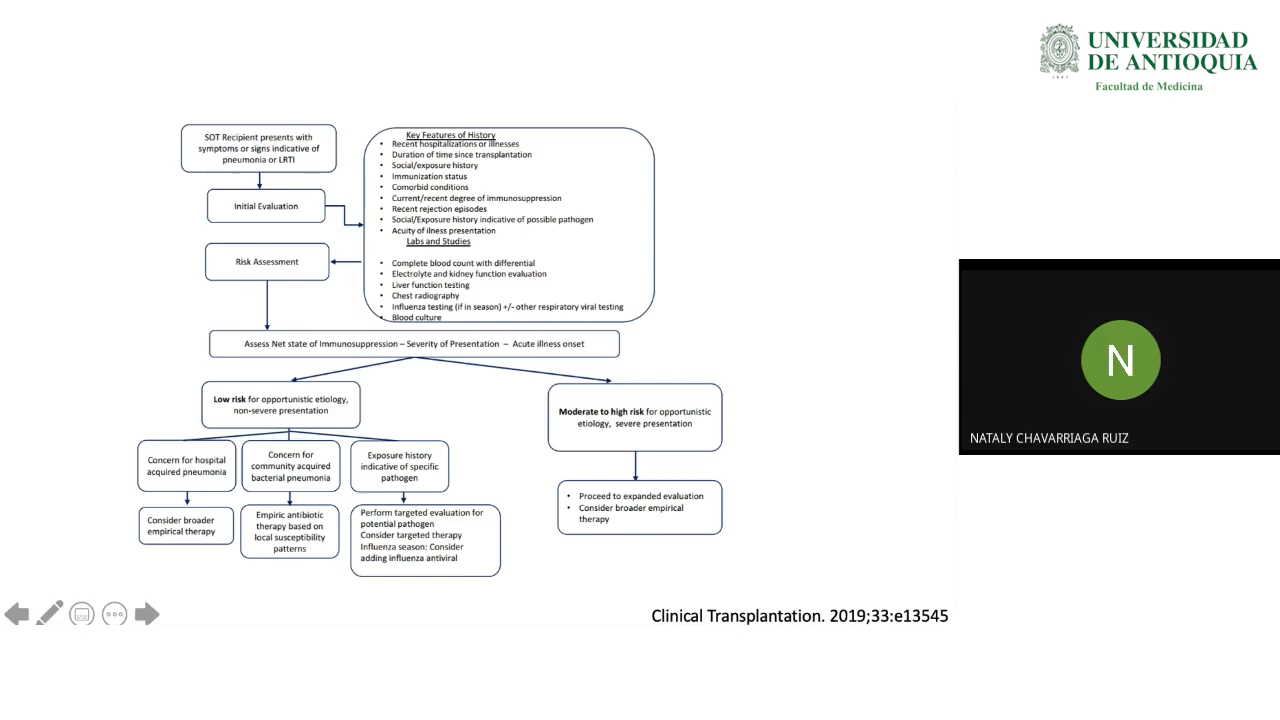 UNIVERSIDAD
DE ANTIOQUIA
1803
Facultad de Medicina
SOT Recipient presents with
symptoms or signs indicative of
pneumonia or LRTI
Initial Evaluation
Risk Assessment
Key Features of History
• Recent hospitalizations or illnesses
• Duration of time since transplantation
• Social/exposure history
• Immunization status
• Comorbid conditions
• Current/recent degree of immunosuppression
• Recent rejection episodes
• Social/Exposure history indicative of possible pathogen
• Acuity of ilness presentation
Labs and Studies
• Complete blood count with differential
• Electrolyte and kidney function evaluation
• Liver function testing
• Chest radiography
• Influenza testing (if in season) +/- other respiratory viral testing
• Blood culture
Assess Net state of Immunosuppression – Severity of Presentation – Acute illness onset
Low risk for opportunistic etiology,
non-severe presentation
Moderate to high risk for opportunistic
etiology, severe presentation
Concern for hospital
acquired pneumonia
Concern for
community acquired
bacterial pneumonia
Exposure history
indicative of specific
pathogen
Consider broader
empirical therapy
Empiric antibiotic
therapy based on
local susceptibility
patterns
Perform targeted evaluation for
potential pathogen
Consider targeted therapy
Influenza season: Consider
adding influenza antiviral
• Proceed to expanded evaluation
• Consider broader empirical
therapy
Clinical Transplantation. 2019;33:e13545
N
NATALY CHAVARRIAGA RUIZ